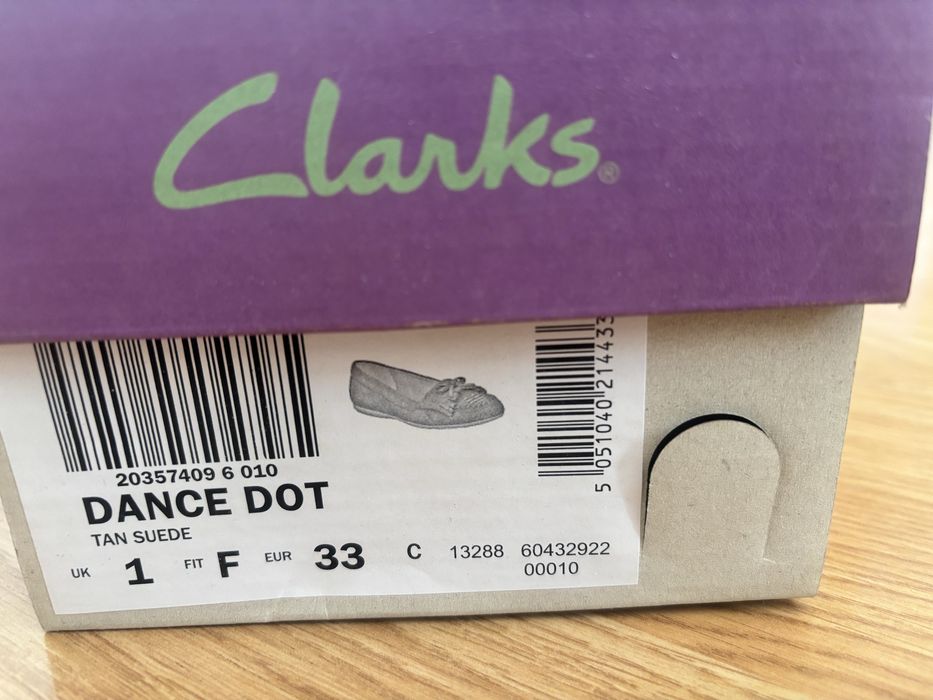 Clarks®
20357409 6 010
DANCE DOT
TAN SUEDE
UK 1 FIT F EUR 33 C 13288 60432922
00010
5 051040 214433